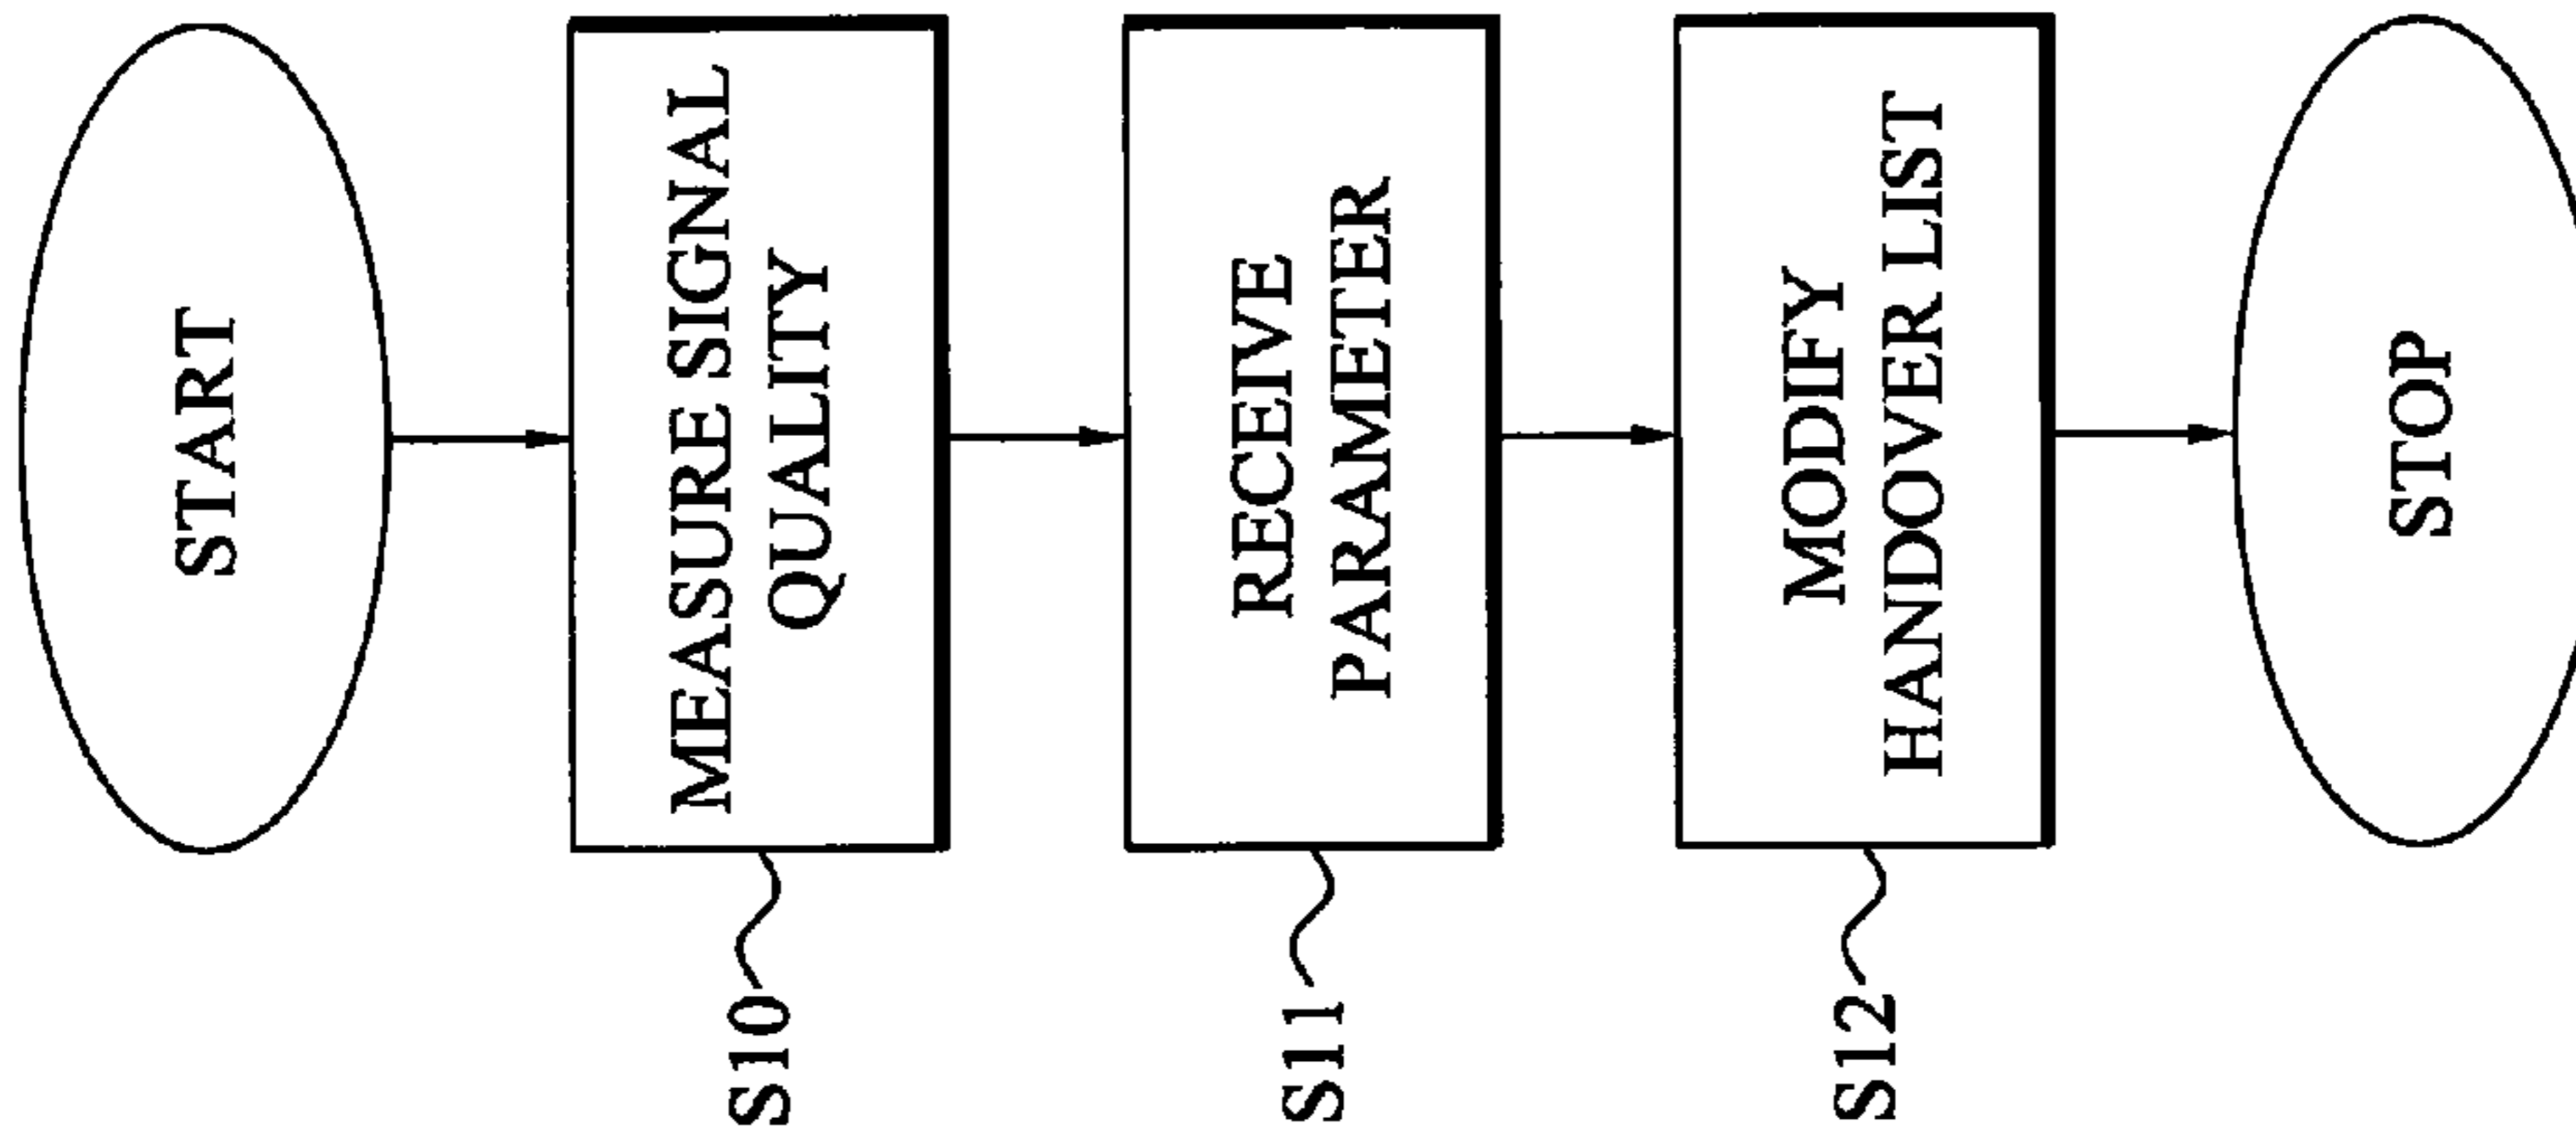 START
S10
MEASURE SIGNAL
QUALITY
S11
RECEIVE
PARAMETER
S12
MODIFY
HANDOVER LIST
STOP